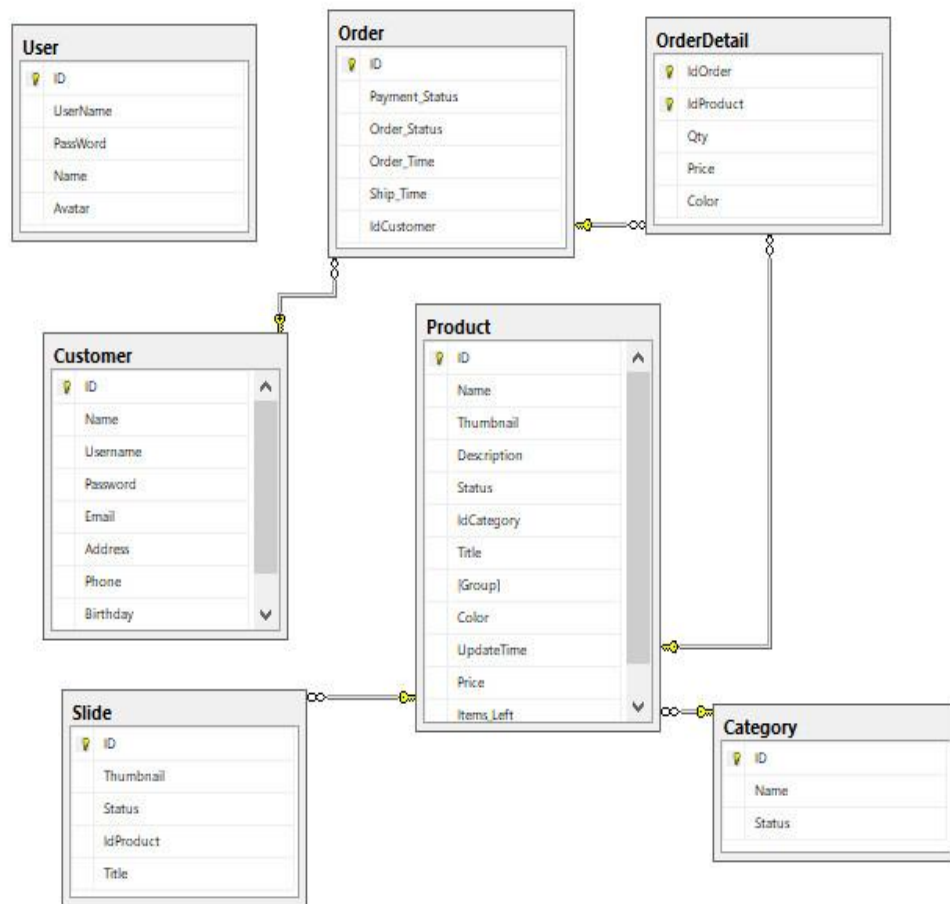 User
ID
UserName
PassWord
Name
Avatar
Order
ID
Payment_Status
Order_Status
Order_Time
Ship_Time
IdCustomer
OrderDetail
IdOrder
IdProduct
Qty
Price
Color
Customer
ID
Name
Username
Password
Email
Address
Phone
Birthday
Product
ID
Name
Thumbnail
Description
Status
IdCategory
Title
[Group]
Color
UpdateTime
Price
Items_Left
Slide
ID
Thumbnail
Status
IdProduct
Title
Category
ID
Name
Status